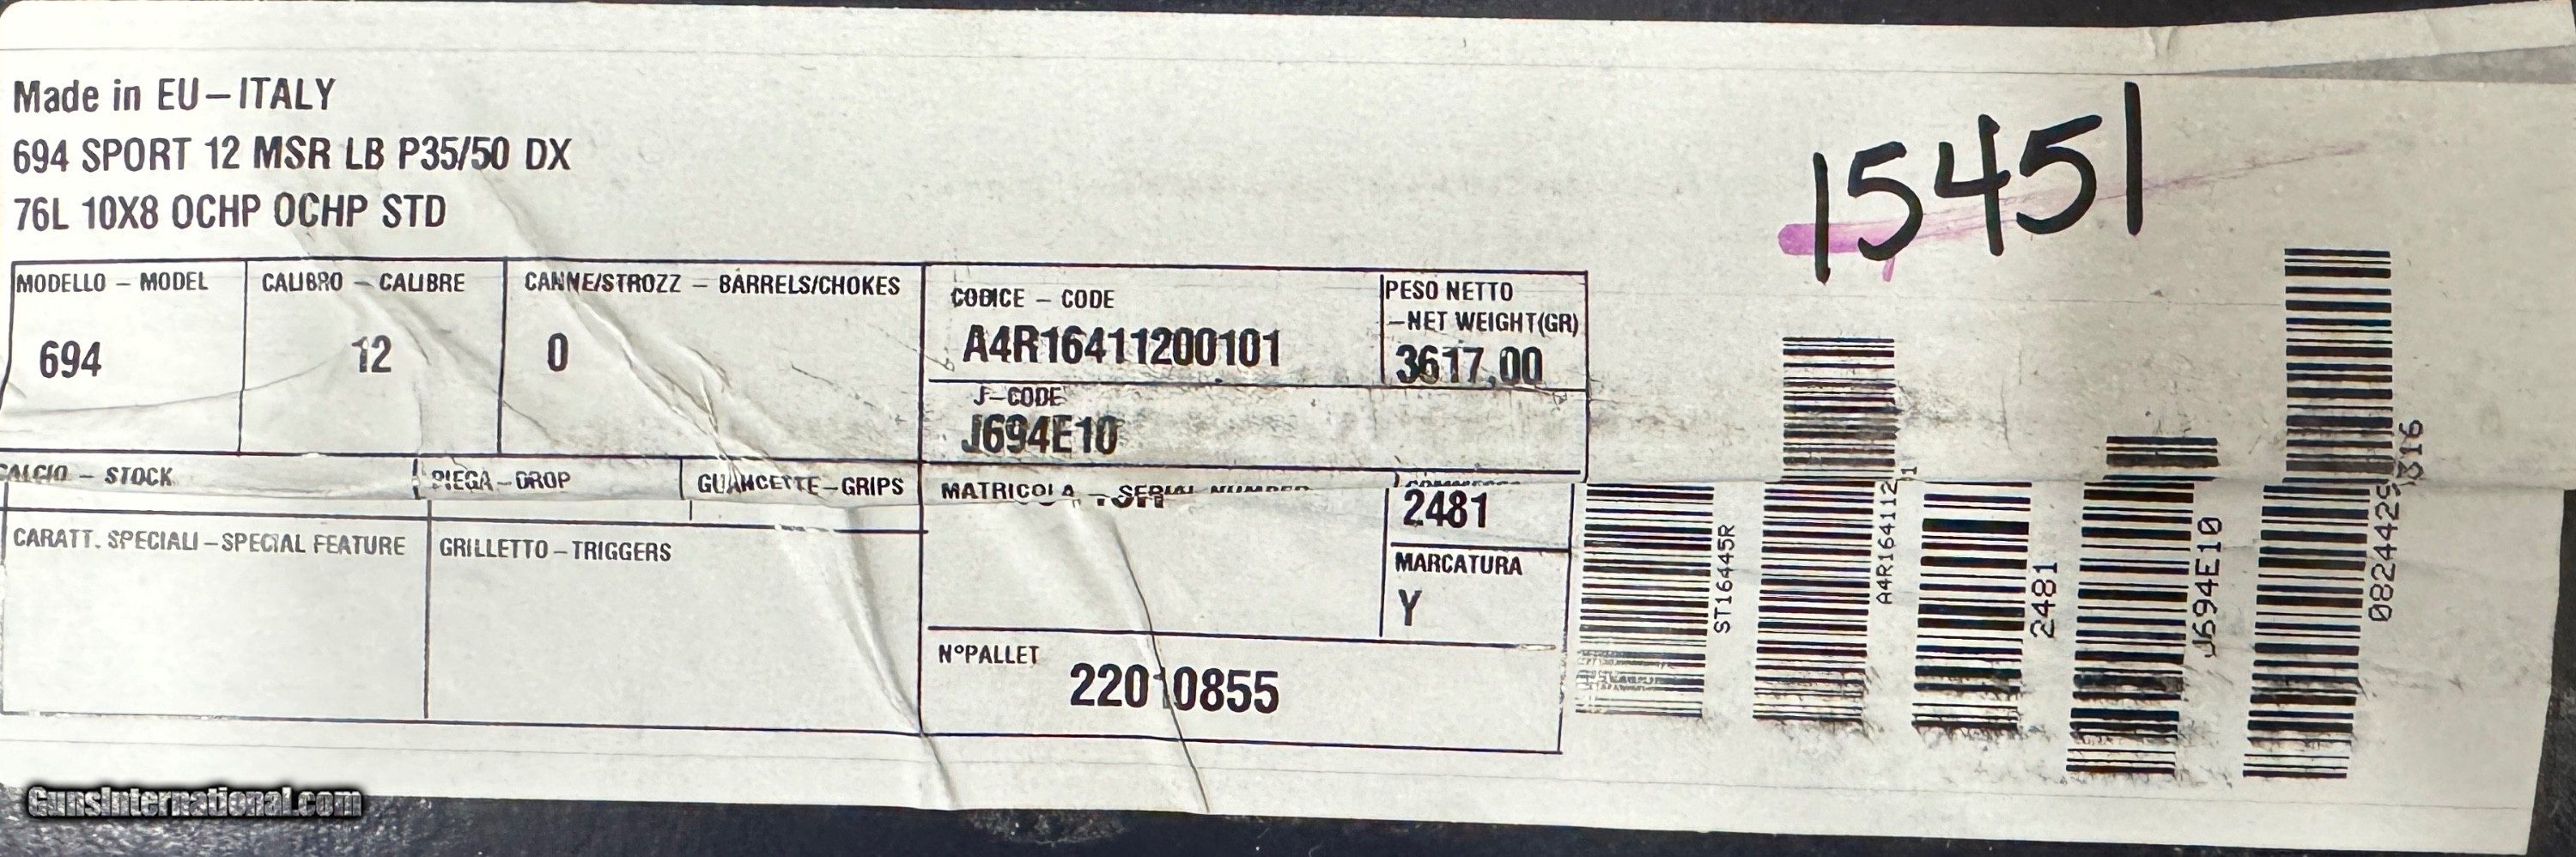 Made in EU-ITALY
694 SPORT 12 MSR LB P35/50 DX
76L 10X8 OCHP OCHP STD
15451
MODELLO - MODEL
694
CALIBRO - CALIBRE
12
CANNE/STROZZ - BARRELS/CHOKES
0
CODICE - CODE
A4R16411200101
PESO NETTO
-NET WEIGHT(GR)
3617,00
J-CODE
J694E10
CALCIO - STOCK
PIEGA-DROP
GUANCETTE-GRIPS
MATRICOLA - SERIAL NUMBER
2481
CARATT. SPECIALI-SPECIAL FEATURE
GRILLETTO-TRIGGERS
MARCATURA
Y
N°PALLET
22010855
ST16445R
A4R164112
2481
J694E10
GunsInternational.com